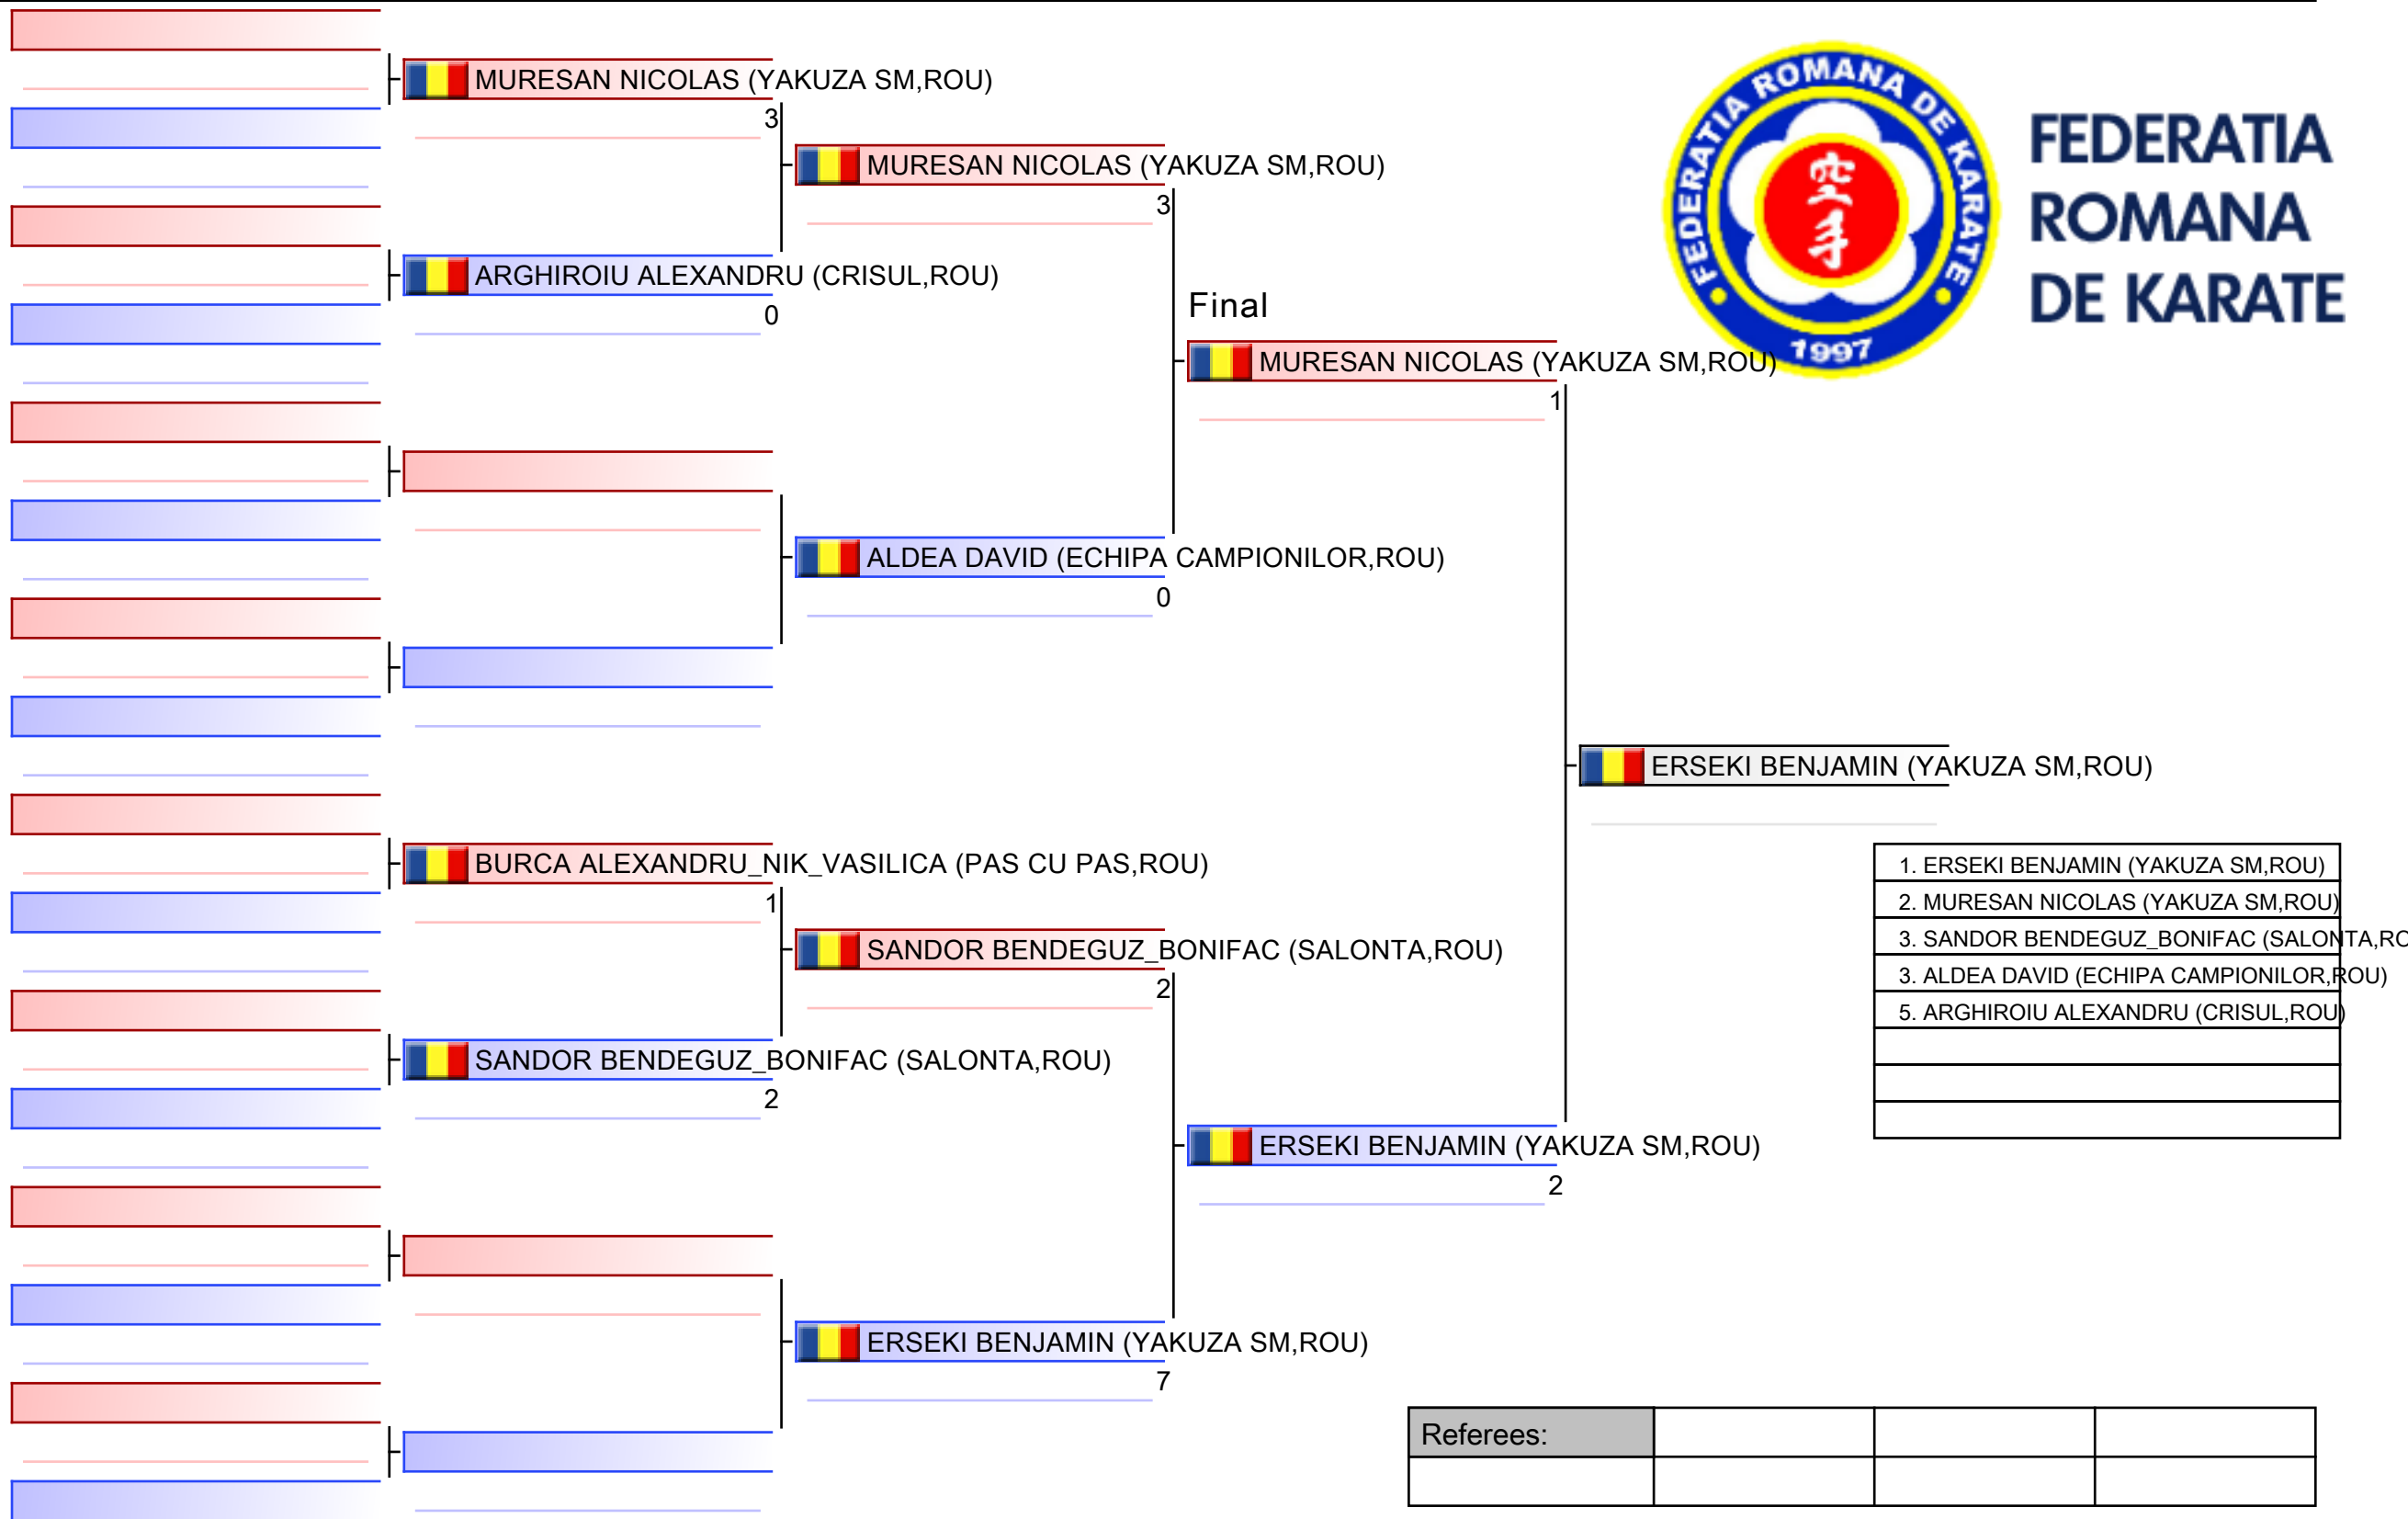 MURESAN NICOLAS (YAKUZA SM,ROU)
3
ARGHIROIU ALEXANDRU (CRISUL,ROU)
0
BURCA ALEXANDRU_NIK_VASILICA (PAS CU PAS,ROU)
1
SANDOR BENDEGUZ_BONIFAC (SALONTA,ROU)
2
MURESAN NICOLAS (YAKUZA SM,ROU)
3
ALDEA DAVID (ECHIPA CAMPIONILOR,ROU)
0
SANDOR BENDEGUZ_BONIFAC (SALONTA,ROU)
2
ERSEKI BENJAMIN (YAKUZA SM,ROU)
7
Final
MURESAN NICOLAS (YAKUZA SM,ROU)
1
ERSEKI BENJAMIN (YAKUZA SM,ROU)
2
ERSEKI BENJAMIN (YAKUZA SM,ROU)
FEDERATIA ROMANA DE KARATE
空手
1997
FEDERATIA
ROMANA
DE KARATE
1. ERSEKI BENJAMIN (YAKUZA SM,ROU)
2. MURESAN NICOLAS (YAKUZA SM,ROU)
3. SANDOR BENDEGUZ_BONIFAC (SALONTA,RO
3. ALDEA DAVID (ECHIPA CAMPIONILOR,ROU)
5. ARGHIROIU ALEXANDRU (CRISUL,ROU)
Referees: